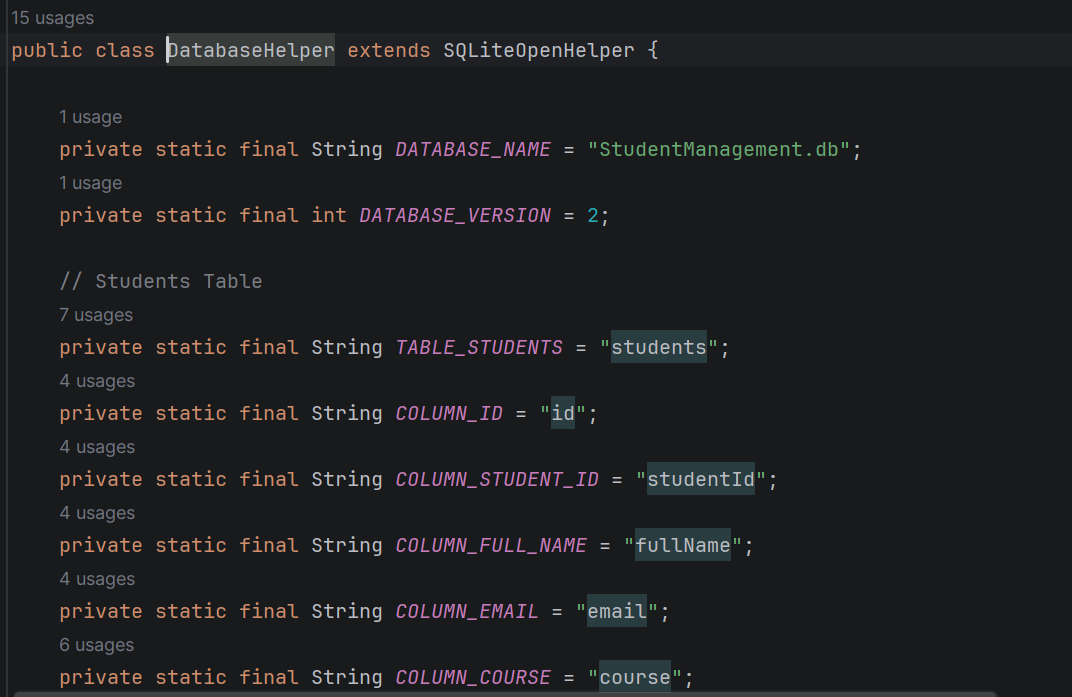 15 usages
public class DatabaseHelper extends SQLiteOpenHelper {
1 usage
private static final String DATABASE_NAME = "StudentManagement.db";
1 usage
private static final int DATABASE_VERSION = 2;
// Students Table
7 usages
private static final String TABLE_STUDENTS = "students";
4 usages
private static final String COLUMN_ID = "id";
4 usages
private static final String COLUMN_STUDENT_ID = "studentId";
4 usages
private static final String COLUMN_FULL_NAME = "fullName";
4 usages
private static final String COLUMN_EMAIL = "email";
6 usages
private static final String COLUMN_COURSE = "course";